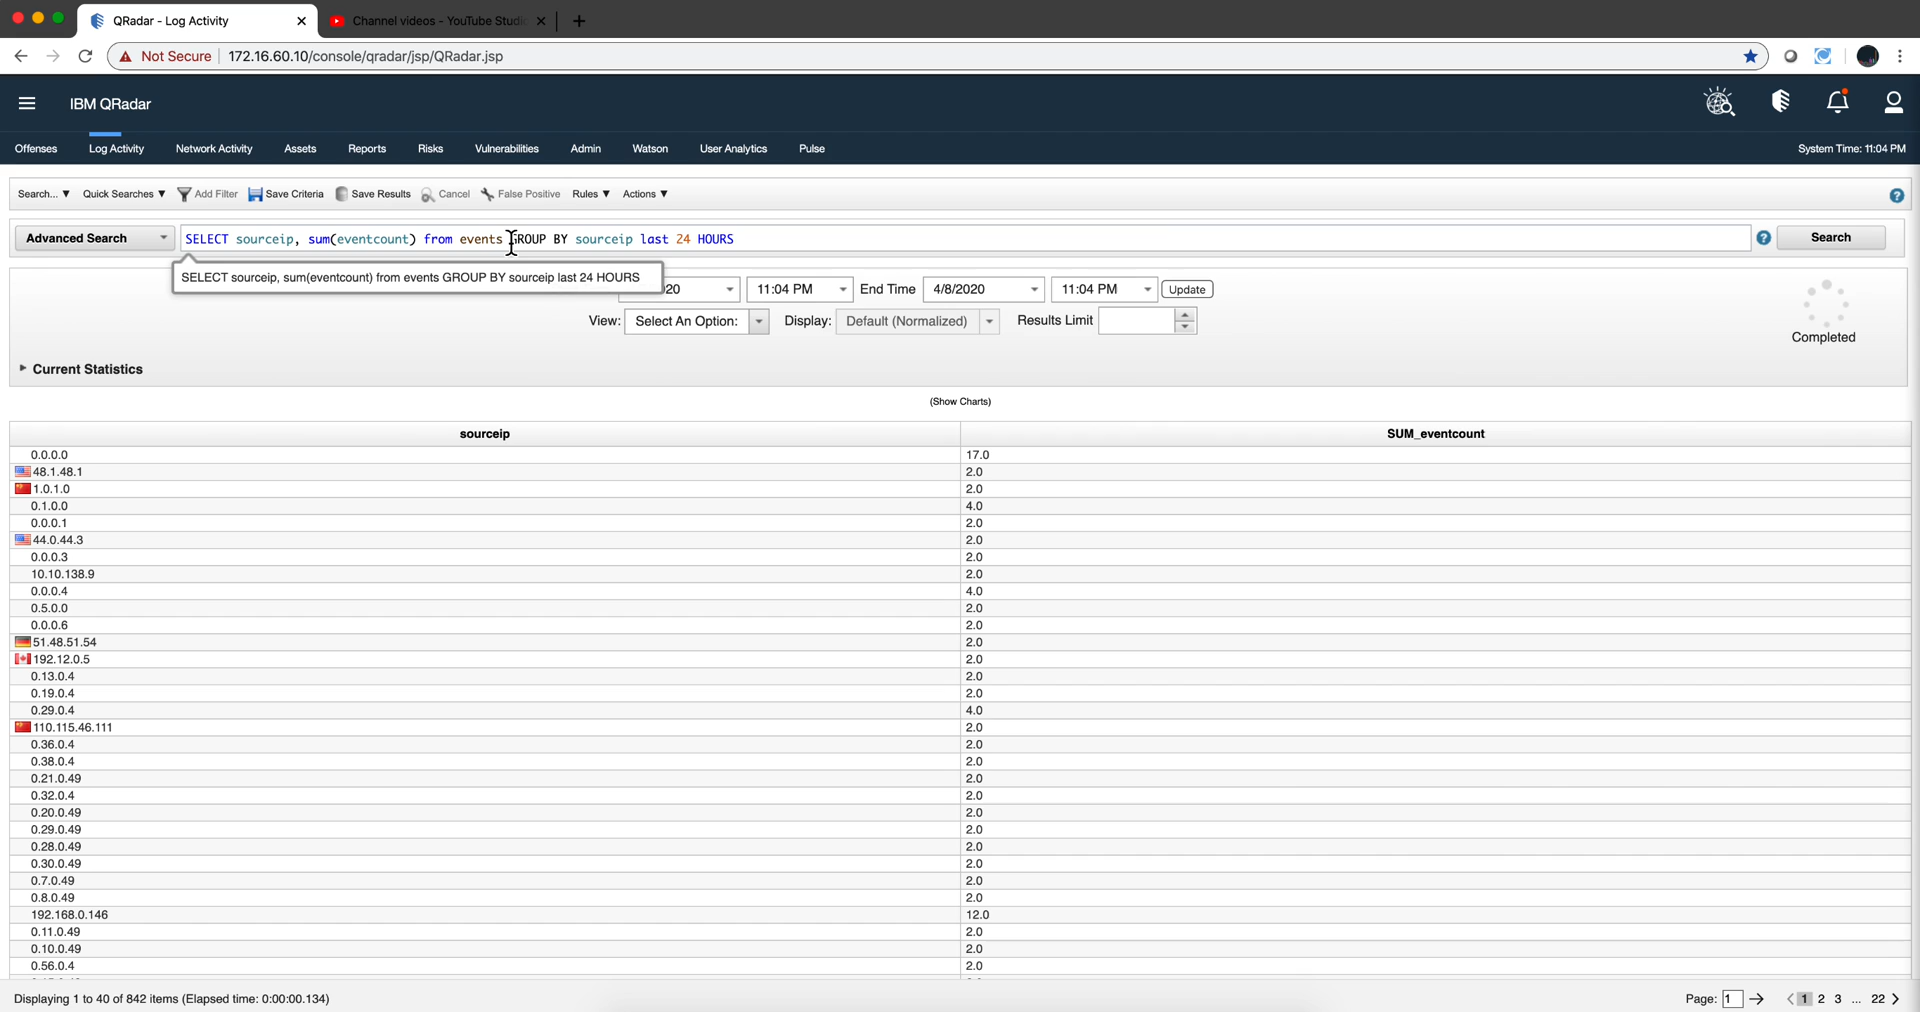 QRadar - Log Activity
Channel videos - YouTube Studi
Not Secure 172.16.60.10/console/qradar/jsp/QRadar.jsp
IBM QRadar
Offenses Log Activity Network Activity Assets Reports Risks Vulnerabilities Admin Watson User Analytics Pulse System Time: 11:04 PM
Search... Quick Searches Add Filter Save Criteria Save Results Cancel False Positive Rules Actions
Advanced Search SELECT sourceip, sum(eventcount) from events GROUP BY sourceip last 24 HOURS Search
SELECT sourceip, sum(eventcount) from events GROUP BY sourceip last 24 HOURS
20 11:04 PM End Time 4/8/2020 11:04 PM Update
View: Select An Option: Display: Default (Normalized) Results Limit
Completed
Current Statistics
(Show Charts)
sourceip SUM_eventcount
0.0.0.0 17.0
48.1.48.1 2.0
1.0.1.0 2.0
0.1.0.0 4.0
0.0.0.1 2.0
44.0.44.3 2.0
0.0.0.3 2.0
10.10.138.9 2.0
0.0.0.4 4.0
0.5.0.0 2.0
0.0.0.6 2.0
51.48.51.54 2.0
192.12.0.5 2.0
0.13.0.4 2.0
0.19.0.4 2.0
0.29.0.4 4.0
110.115.46.111 2.0
0.36.0.4 2.0
0.38.0.4 2.0
0.21.0.49 2.0
0.32.0.4 2.0
0.20.0.49 2.0
0.29.0.49 2.0
0.28.0.49 2.0
0.30.0.49 2.0
0.7.0.49 2.0
0.8.0.49 2.0
192.168.0.146 12.0
0.11.0.49 2.0
0.10.0.49 2.0
0.56.0.4 2.0
Displaying 1 to 40 of 842 items (Elapsed time: 0:00:00.134) Page: 1 1 2 3 ... 22